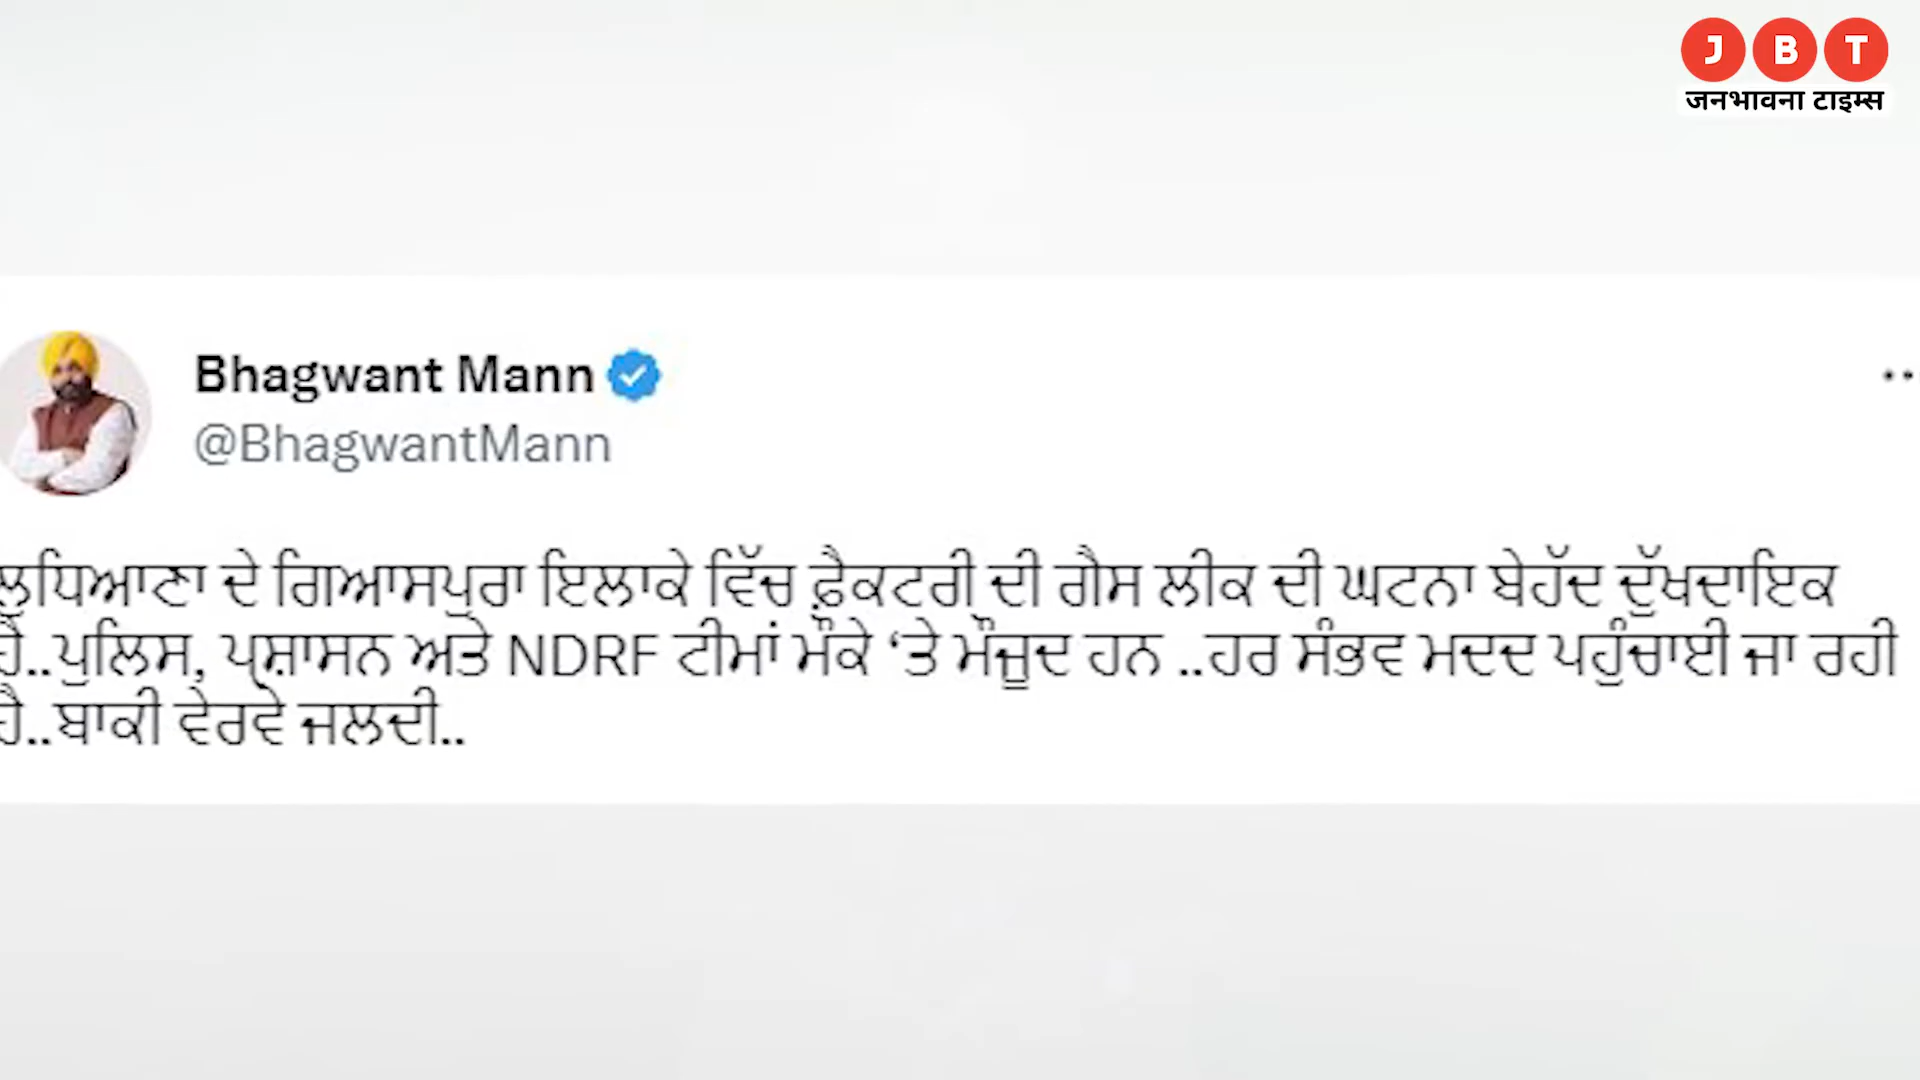 J B T
जनभावना टाइम्स
Bhagwant Mann
@BhagwantMann
ਲੁਧਿਆਣਾ ਦੇ ਗਿਆਸਪੁਰਾ ਇਲਾਕੇ ਵਿੱਚ ਫ਼ੈਕਟਰੀ ਦੀ ਗੈਸ ਲੀਕ ਦੀ ਘਟਨਾ ਬੇਹੱਦ ਦੁੱਖਦਾਇਕ
ਹੈ..ਪੁਲਿਸ, ਪ੍ਰਸ਼ਾਸਨ ਅਤੇ NDRF ਟੀਮਾਂ ਮੌਕੇ ‘ਤੇ ਮੌਜੂਦ ਹਨ ..ਹਰ ਸੰਭਵ ਮਦਦ ਪਹੁੰਚਾਈ ਜਾ ਰਹੀ
ਹੈ..ਬਾਕੀ ਵੇਰਵੇ ਜਲਦੀ..